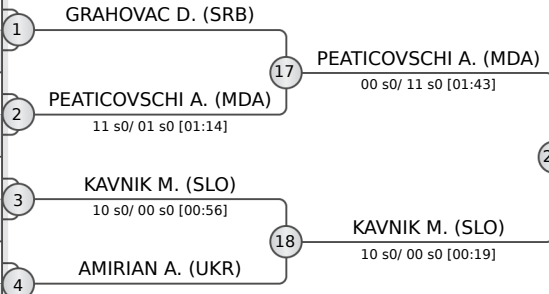 GRAHOVAC D. (SRB)
1
17
PEATICOVSCHI A. (MDA)
00 s0/ 11 s0 [01:43]
PEATICOVSCHI A. (MDA)
2
11 s0/ 01 s0 [01:14]
2
KAVNIK M. (SLO)
3
10 s0/ 00 s0 [00:56]
18
KAVNIK M. (SLO)
10 s0/ 00 s0 [00:19]
AMIRIAN A. (UKR)
4